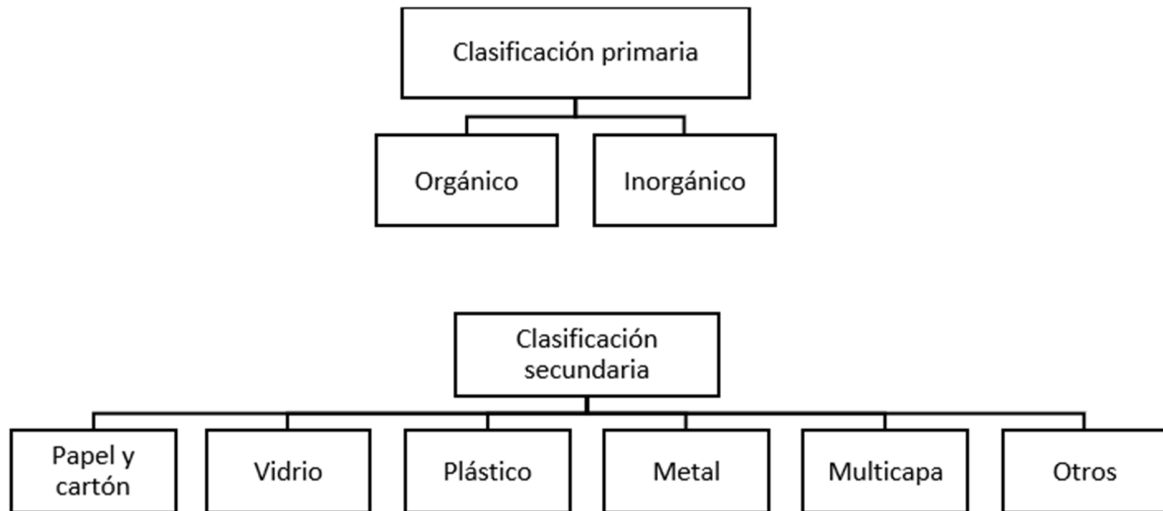 Clasificación primaria
Orgánico
Inorgánico
Clasificación
secundaria
Papel y
cartón
Vidrio
Plástico
Metal
Multicapa
Otros